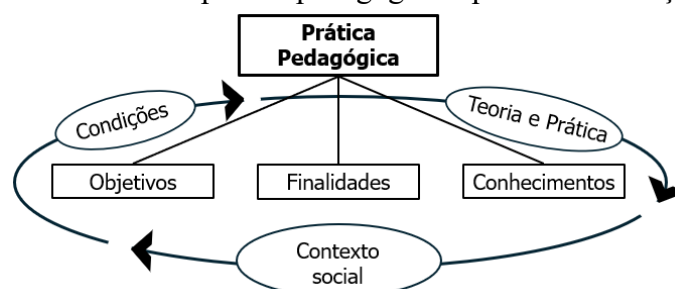 Prática
Pedagógica
Condições
Teoria e Prática
Objetivos
Finalidades
Conhecimentos
Contexto
social